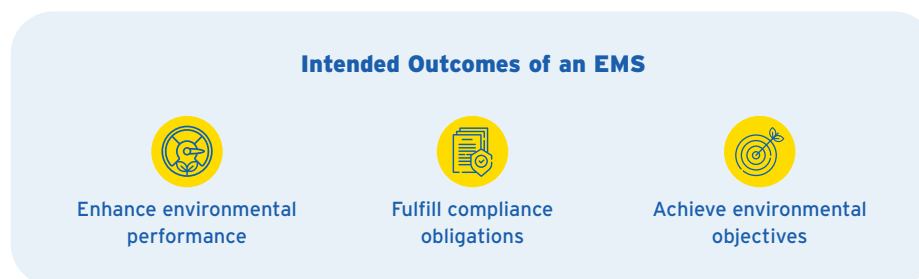 Intended Outcomes of an EMS
Enhance environmental
performance
Fulfill compliance
obligations
Achieve environmental
objectives